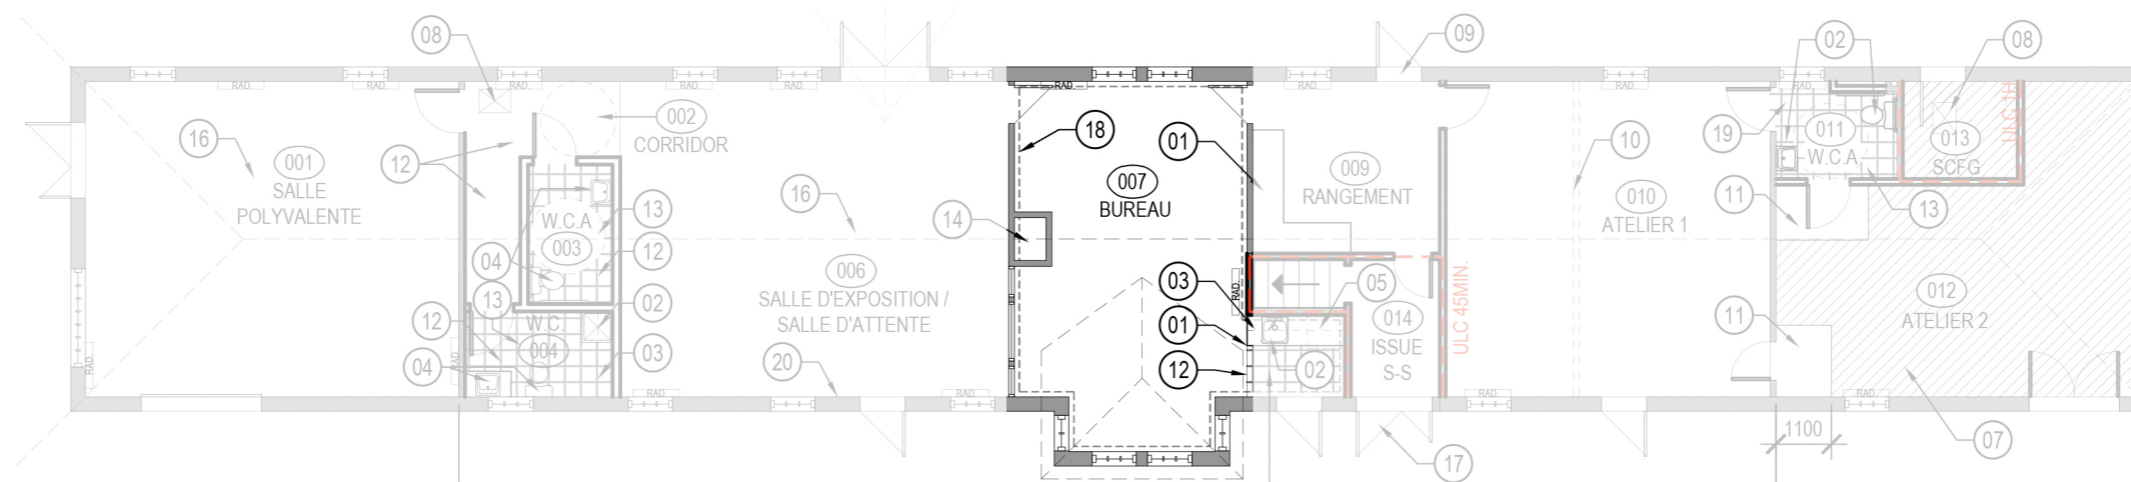 08
09
02
08
RAD.
RAD.
RAD.
RAD.
RAD.
RAD.
RAD.
RAD.
16
001
SALLE
POLYVALENTE
12
002
CORRIDOR
18
01
007
BUREAU
009
RANGEMENT
10
010
ATELIER 1
19
011
W.C.A
013
SCFG
ULC 1H
16
14
W.C.A
003
13
12
04
11
13
006
SALLE D'EXPOSITION /
SALLE D'ATTENTE
03
05
RAD.
01
12
02
014
ISSUE
S-S
ULC 45MIN.
012
ATELIER 2
11
13
12
W.C.
004
02
03
04
RAD.
RAD.
20
RAD.
RAD.
RAD.
RAD.
17
1100
07